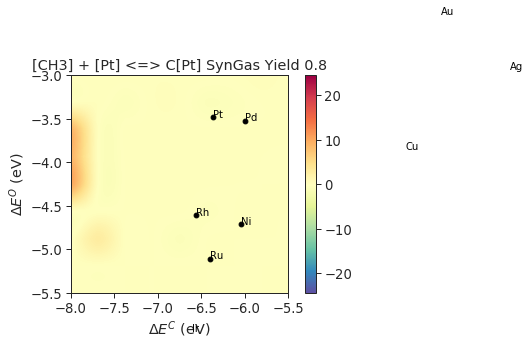 Au
Ag
[CH3] + [Pt] <=> C[Pt] SynGas Yield 0.8
−3.0
−3.5
−4.0
−4.5
−5.0
−5.5
ΔE^O (eV)
Pt
Pd
Cu
Rh
Ni
Ru
20
10
0
−10
−20
−8.0 −7.5 −7.0 −6.5 −6.0 −5.5
ΔE^C (eV)
Ir